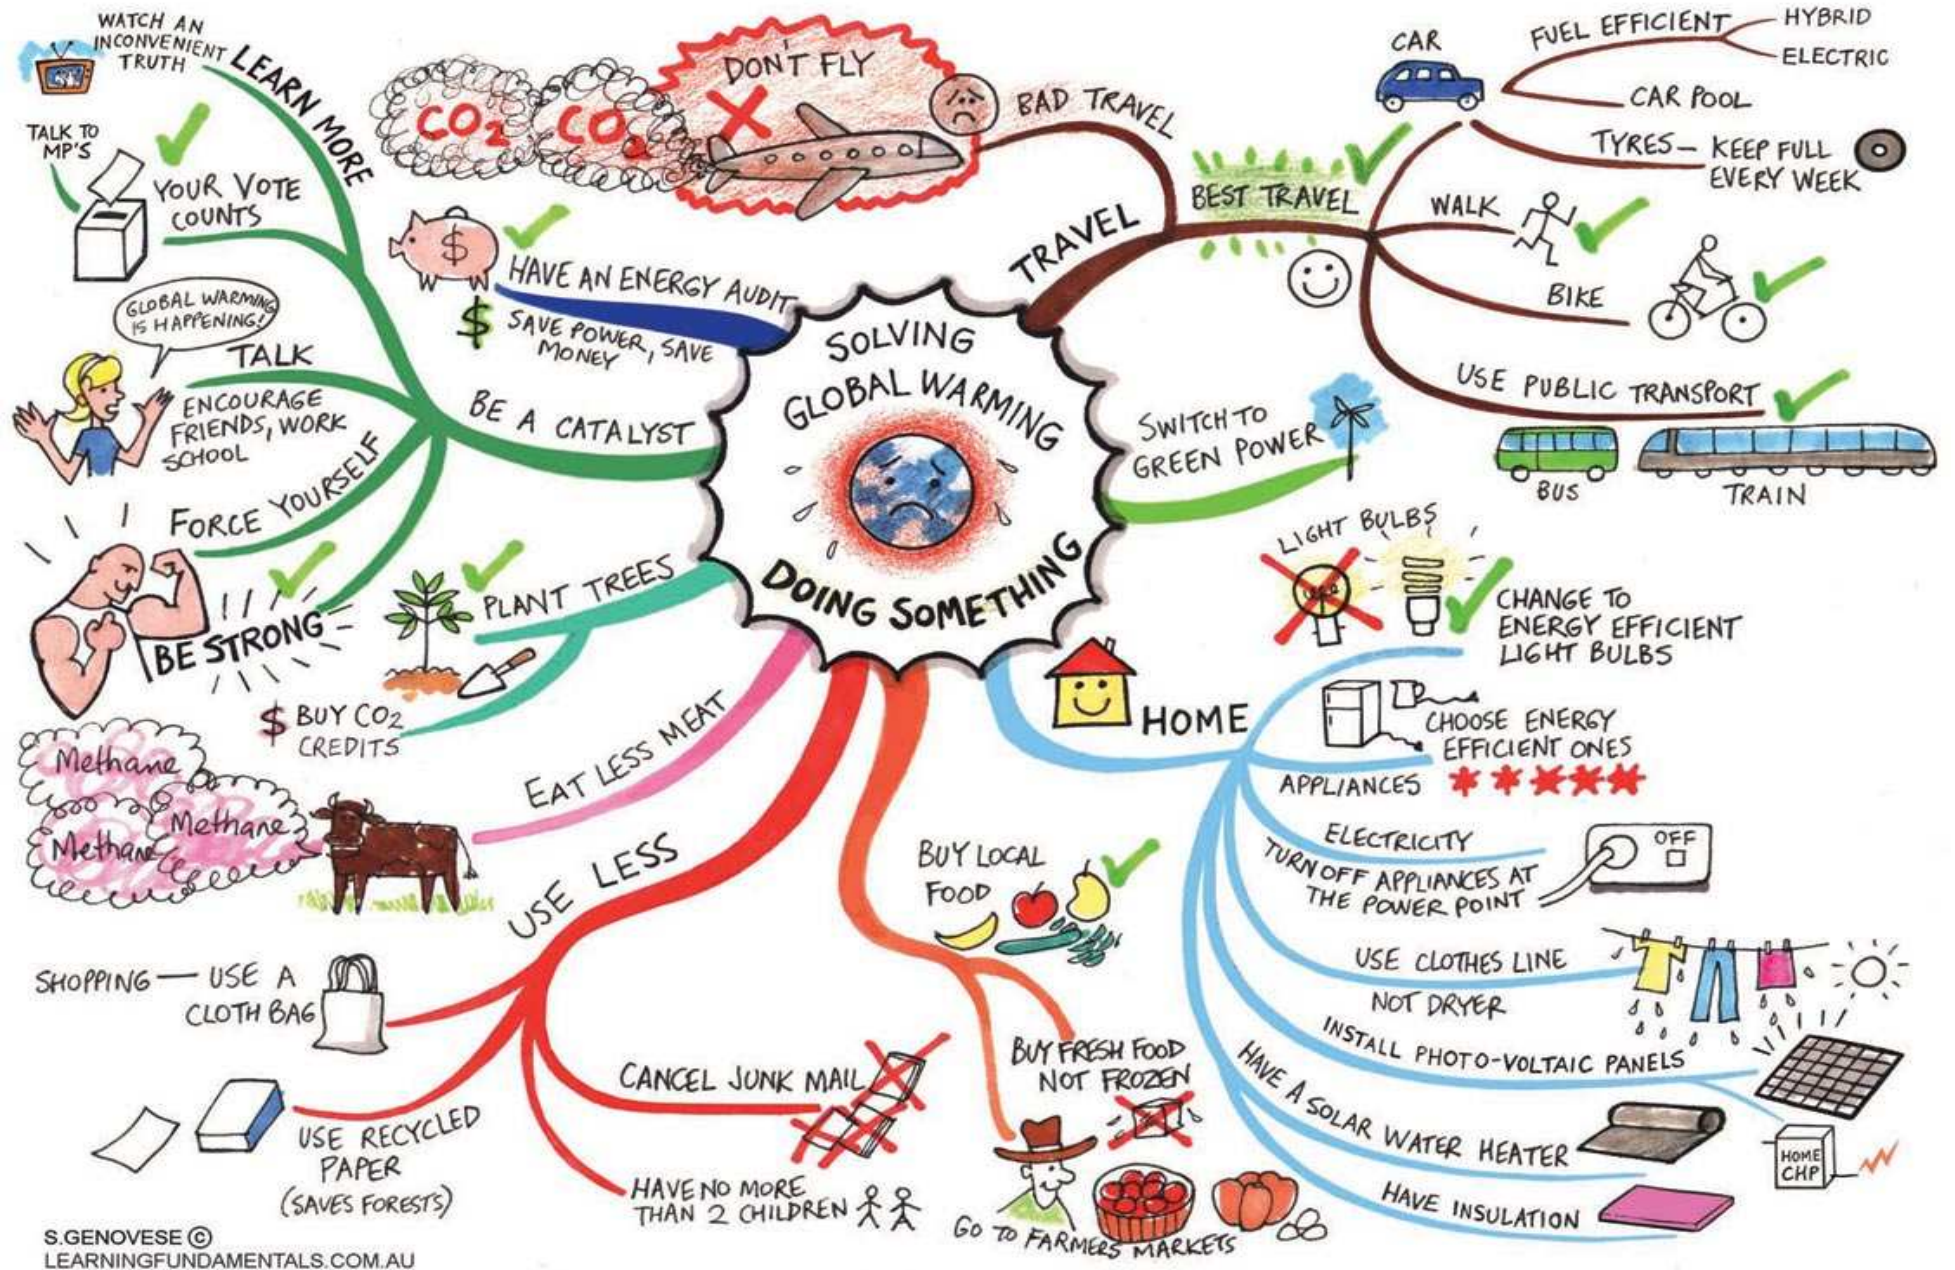 SOLVING
GLOBAL WARMING
DOING SOMETHING
TRAVEL
BAD TRAVEL
DON'T FLY
CO2
CO2
BEST TRAVEL
CAR
FUEL EFFICIENT
HYBRID
ELECTRIC
CAR POOL
TYRES — KEEP FULL
EVERY WEEK
WALK
BIKE
USE PUBLIC TRANSPORT
BUS
TRAIN
SWITCH TO
GREEN POWER
HOME
LIGHT BULBS
CHANGE TO
ENERGY EFFICIENT
LIGHT BULBS
CHOOSE ENERGY
EFFICIENT ONES
APPLIANCES
ELECTRICITY
TURN OFF APPLIANCES AT
THE POWER POINT
OFF
USE CLOTHES LINE
NOT DRYER
INSTALL PHOTO-VOLTAIC PANELS
HOME
CHP
HAVE A SOLAR WATER HEATER
HAVE INSULATION
BUY LOCAL
FOOD
BUY FRESH FOOD
NOT FROZEN
GO TO FARMERS MARKETS
USE LESS
SHOPPING — USE A
CLOTH BAG
USE RECYCLED
PAPER
(SAVES FORESTS)
CANCEL JUNK MAIL
HAVE NO MORE
THAN 2 CHILDREN
EAT LESS MEAT
Methane
Methane
Methane
PLANT TREES
$ BUY CO2
CREDITS
BE A CATALYST
LEARN MORE
WATCH AN
INCONVENIENT
TRUTH
TALK TO
MP'S
YOUR VOTE
COUNTS
GLOBAL WARMING
IS HAPPENING!
TALK
ENCOURAGE
FRIENDS, WORK
SCHOOL
FORCE YOURSELF
BE STRONG
$
HAVE AN ENERGY AUDIT
$
SAVE POWER, SAVE
MONEY
S.GENOVESE ©
LEARNINGFUNDAMENTALS.COM.AU